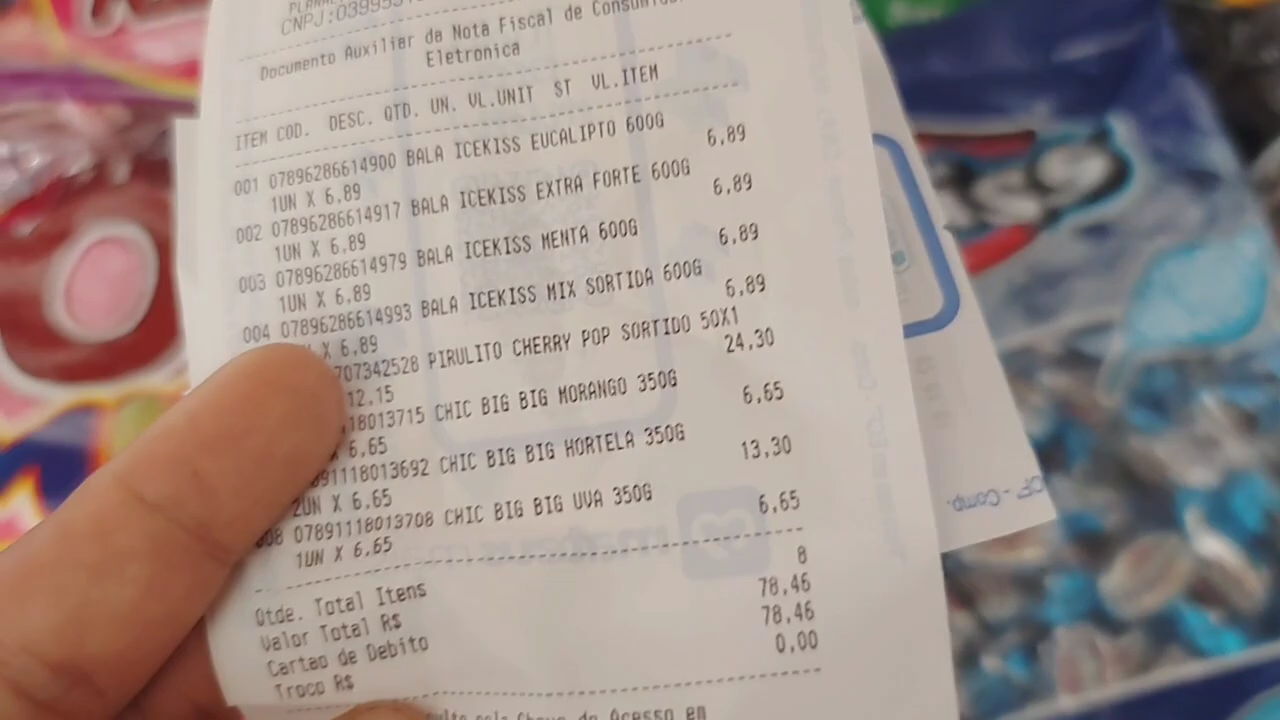 CNPJ:03995
Documento Auxiliar da Nota Fiscal de
Eletronica
ITEM COD. DESC. QTD. UN. VL.UNIT ST VL.ITEM
001 07896286614900 BALA ICEKISS EUCALIPTO 600G
1UN X 6,89 6,89
002 07896286614917 BALA ICEKISS EXTRA FORTE 600G
1UN X 6,89 6,89
003 07896286614979 BALA ICEKISS MENTA 600G
1UN X 6,89 6,89
004 07896286614993 BALA ICEKISS MIX SORTIDA 600G
X 6,89 6,89
707342528 PIRULITO CHERRY POP SORTIDO 50X1
12,15 24,30
18013715 CHIC BIG BIG MORANGO 350G
6,65 6,65
91118013692 CHIC BIG BIG HORTELA 350G
2UN X 6,65 13,30
008 07891118013708 CHIC BIG BIG UVA 350G
1UN X 6,65 6,65
Qtde. Total Itens 8
Valor Total R$ 78,46
Cartao de Debito 78,46
Troco R$ 0,00
Acesso em